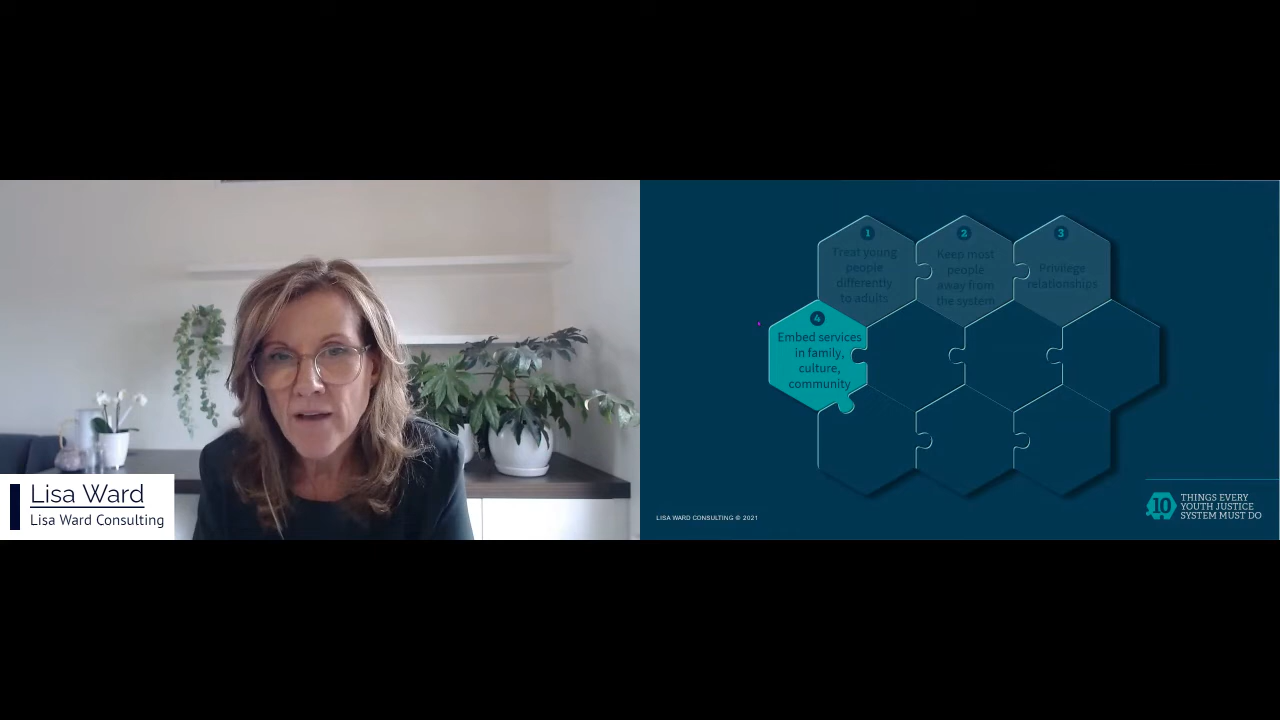 Lisa Ward
Lisa Ward Consulting
1
Treat young
people
differently
to adults
2
Keep most
people
away from
the system
3
Privilege
relationships
4
Embed services
in family,
culture,
community
LISA WARD CONSULTING © 2021
10
THINGS EVERY
YOUTH JUSTICE
SYSTEM MUST DO